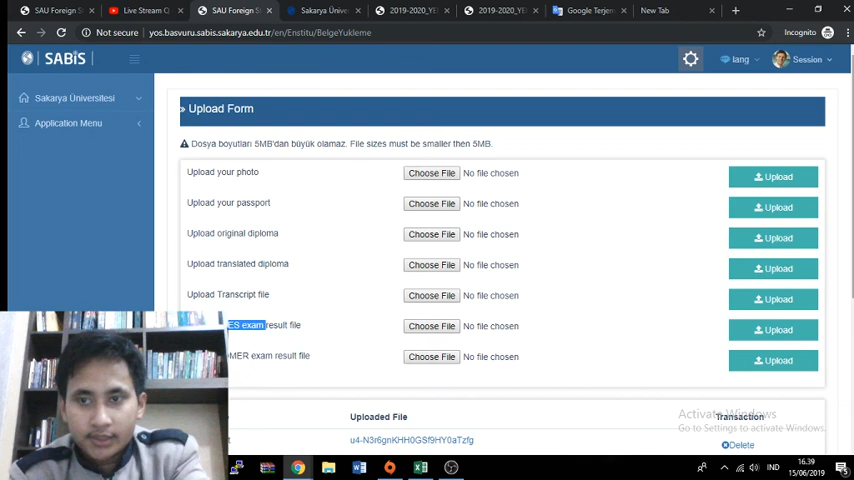 SAU Foreign S
Live Stream C
SAU Foreign S
Sakarya Ünive
2019-2020_YE
2019-2020_YE
Google Terjem
New Tab
Not secure
yos.basvuru.sabis.sakarya.edu.tr/en/Enstitu/BelgeYukleme
Incognito
SABİS
lang
Session
Sakarya Üniversitesi
Application Menu
» Upload Form
Dosya boyutları 5MB'dan büyük olamaz. File sizes must be smaller then 5MB.
Upload your photo Choose File No file chosen Upload
Upload your passport Choose File No file chosen Upload
Upload original diploma Choose File No file chosen Upload
Upload translated diploma Choose File No file chosen Upload
Upload Transcript file Choose File No file chosen Upload
ES exam result file Choose File No file chosen Upload
OMER exam result file Choose File No file chosen Upload
Uploaded File Transaction
u4-N3r6gnKHH0GSf9HY0aTzfg
Delete
Activate Windows
Go to Settings to activate Windows.
IND
16.39
15/06/2019